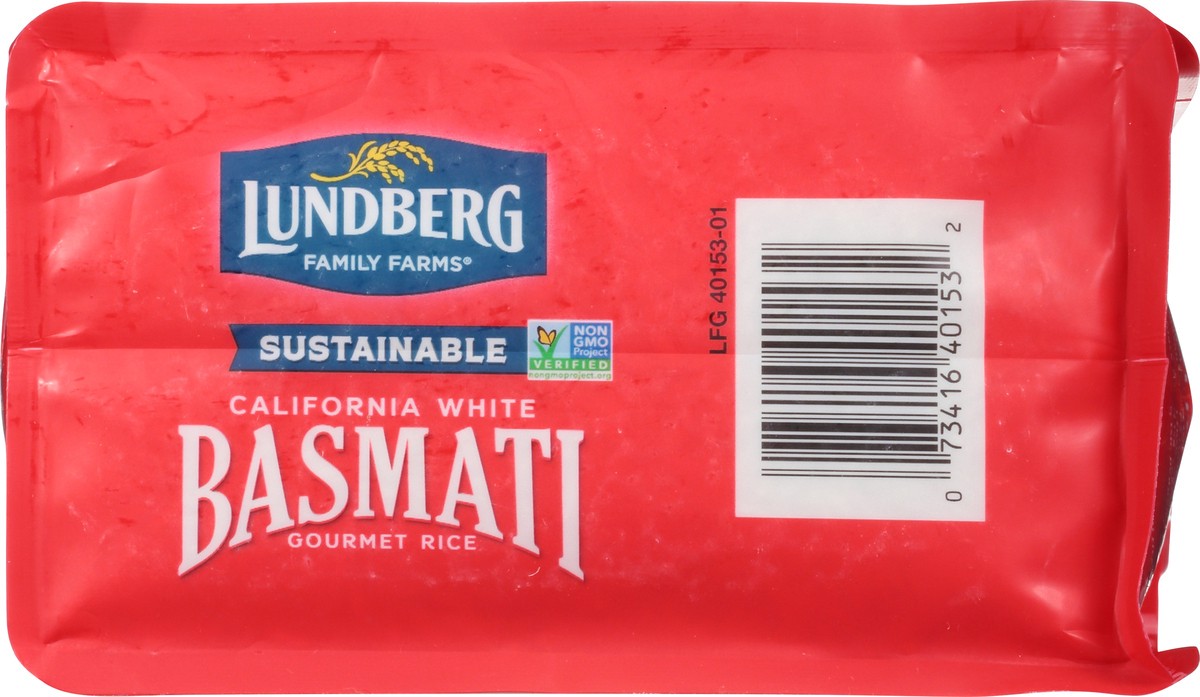 LUNDBERG
FAMILY FARMS®
SUSTAINABLE
NON
GMO
Project
VERIFIED
nongmoproject.org
CALIFORNIA WHITE
BASMATI
GOURMET RICE
LFG 40153-01
0 73416 40153 2